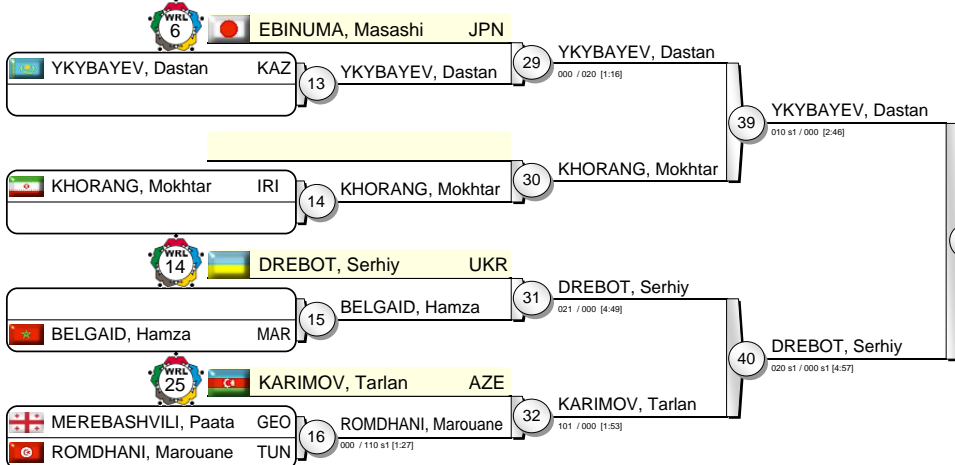 WRL
6
EBINUMA, Masashi JPN
YKYBAYEV, Dastan KAZ
13
YKYBAYEV, Dastan
29
YKYBAYEV, Dastan
000 / 020 [1:16]
39
YKYBAYEV, Dastan
010 s1 / 000 [2:46]
KHORANG, Mokhtar IRI
14
KHORANG, Mokhtar
30
KHORANG, Mokhtar
WRL
14
DREBOT, Serhiy UKR
BELGAID, Hamza MAR
15
BELGAID, Hamza
31
DREBOT, Serhiy
021 / 000 [4:49]
40
DREBOT, Serhiy
020 s1 / 000 s1 [4:57]
WRL
25
KARIMOV, Tarlan AZE
MEREBASHVILI, Paata GEO
ROMDHANI, Marouane TUN
16
ROMDHANI, Marouane
000 / 110 s1 [1:27]
32
KARIMOV, Tarlan
101 / 000 [1:53]